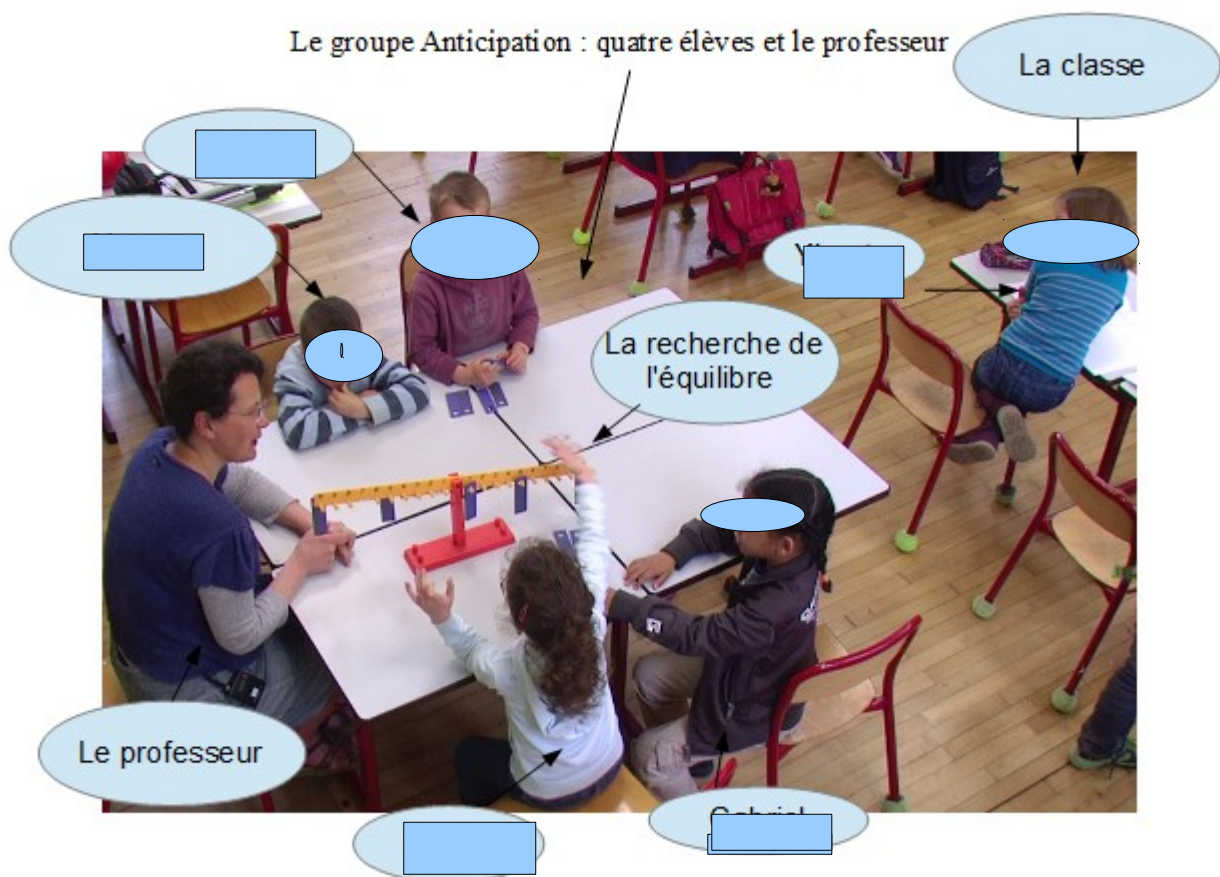 Le groupe Anticipation : quatre élèves et le professeur
La classe
La recherche de
l'équilibre
Le professeur